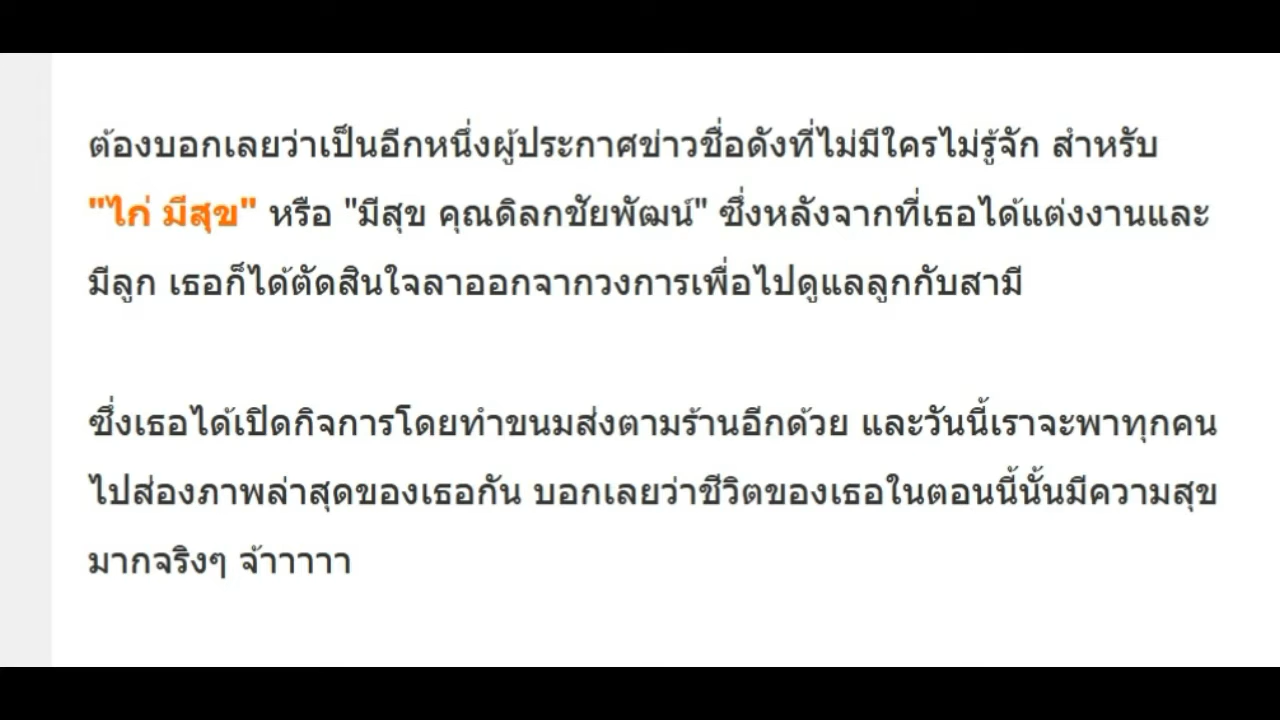 ต้องบอกเลยว่าเป็นอีกหนึ่งผู้ประกาศข่าวชื่อดังที่ไม่มีใครไม่รู้จัก สำหรับ
"ไก่ มีสุข" หรือ "มีสุข คุณดิลกชัยพัฒน์" ซึ่งหลังจากที่เธอได้แต่งงานและ
มีลูก เธอก็ได้ตัดสินใจลาออกจากวงการเพื่อไปดูแลลูกกับสามี
ซึ่งเธอได้เปิดกิจการโดยทำขนมส่งตามร้านอีกด้วย และวันนี้เราจะพาทุกคน
ไปส่องภาพล่าสุดของเธอกัน บอกเลยว่าชีวิตของเธอในตอนนี้นั้นมีความสุข
มากจริงๆ จ้าาาาา